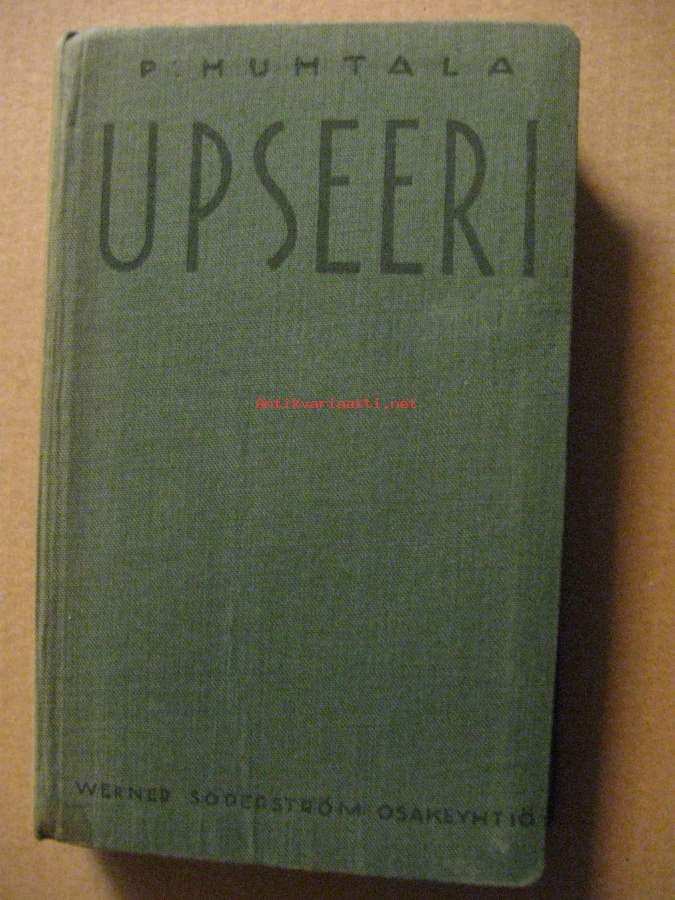 P. HUHTALA
UPSEERI
Antikvariaatti.net
WERNER SÖDERSTRÖM OSAKEYHTIÖ